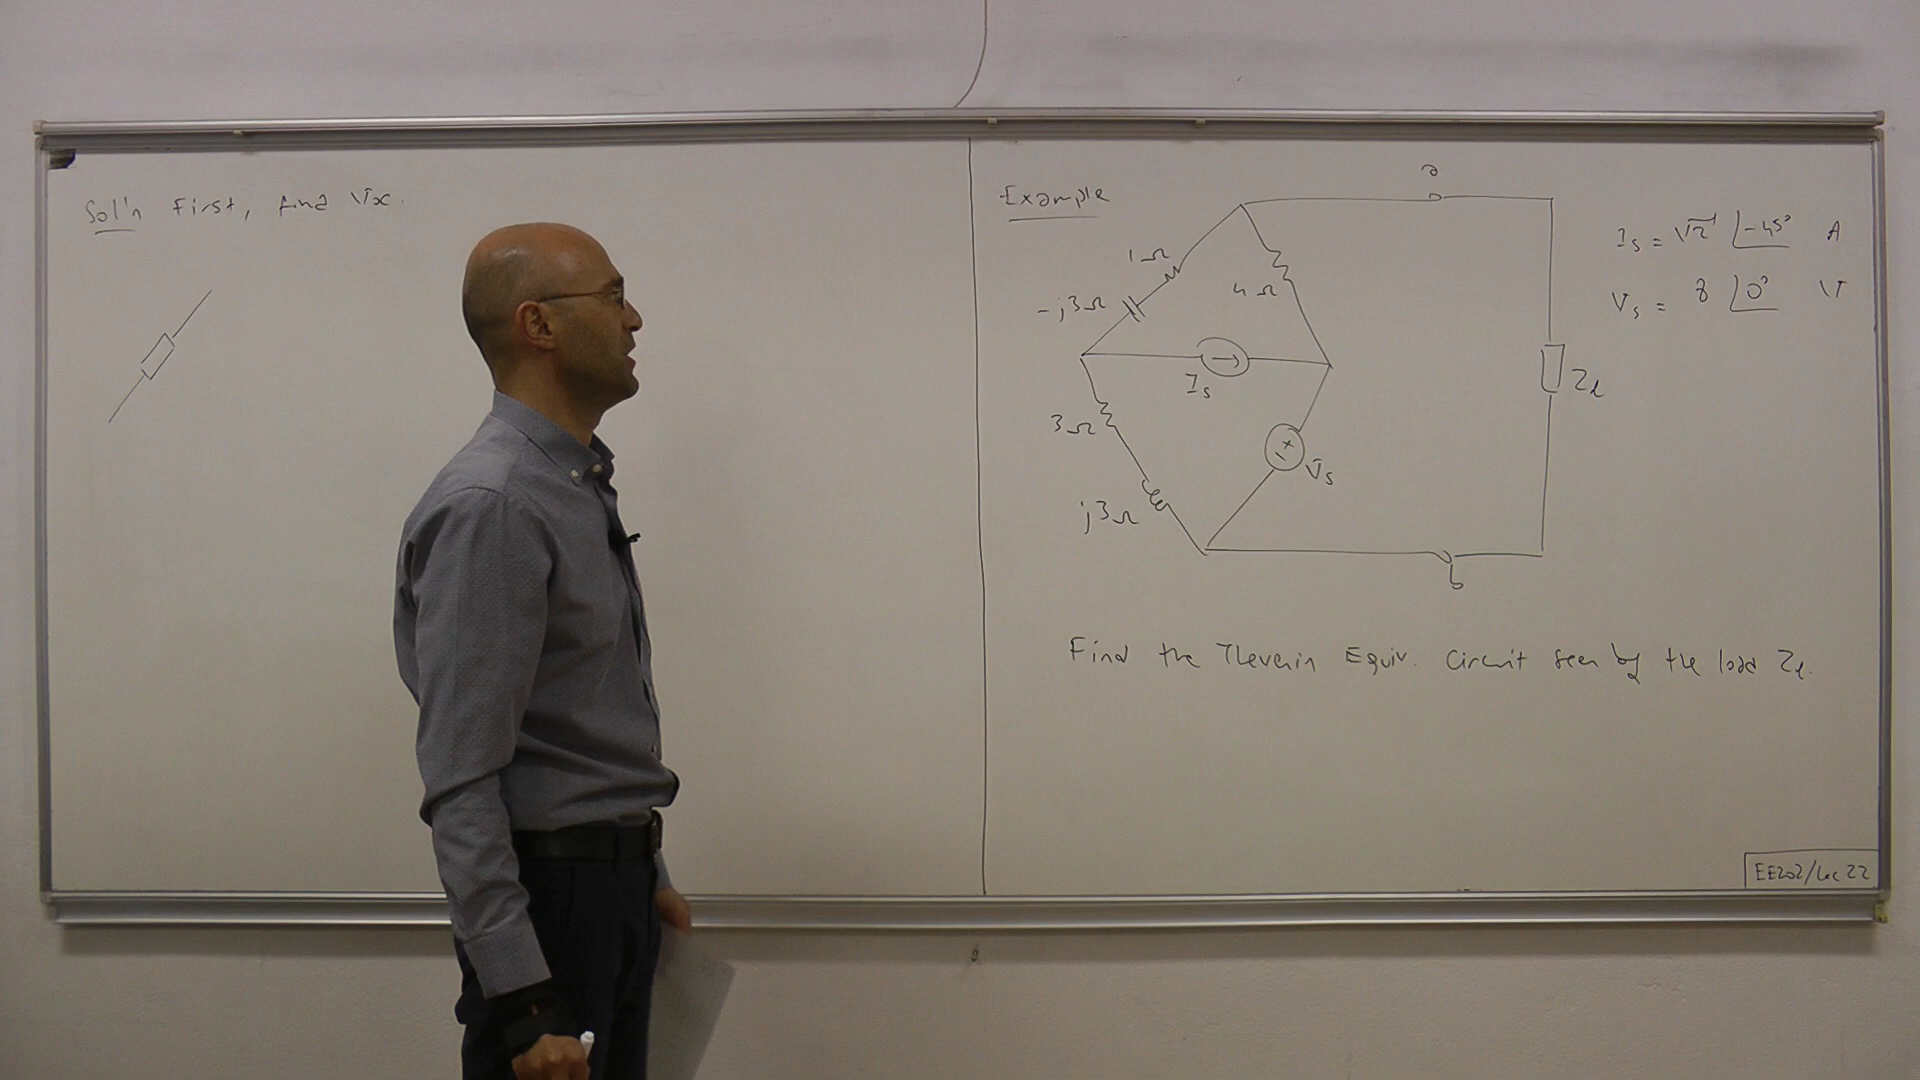 Sol'n First, find Voc.
Example
a
1Ω
-j3Ω
4Ω
Is
3Ω
j3Ω
+
-
Vs
Zl
b
Is = √2 ∠-45° A
Vs = 8 ∠0° V
Find the Thevenin Equiv. Circuit seen by the load Zl.
EE202/Lec 22